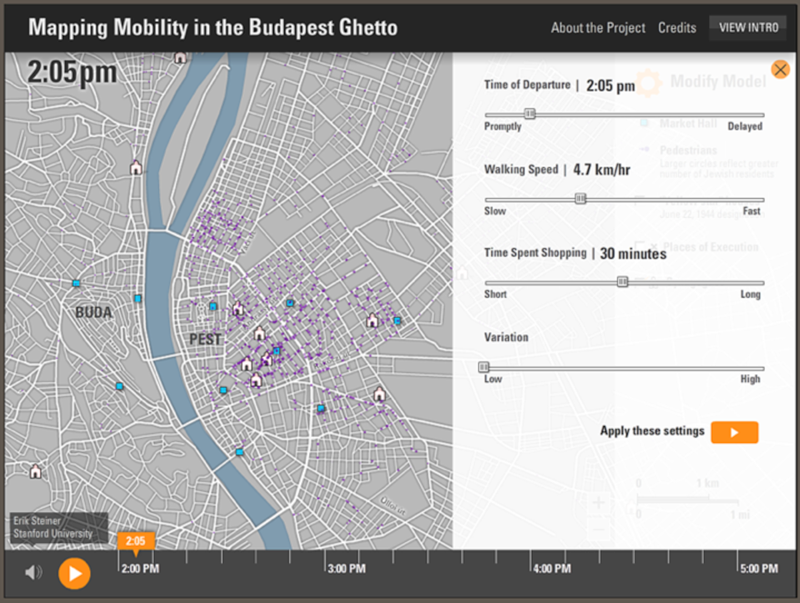 Mapping Mobility in the Budapest Ghetto
About the Project
Credits
VIEW INTRO
2:05pm
BUDA
PEST
Erik Steiner
Stanford University
Time of Departure | 2:05 pm
Promptly
Delayed
Walking Speed | 4.7 km/hr
Slow
Fast
Time Spent Shopping | 30 minutes
Short
Long
Variation
Low
High
Apply these settings
Modify Model
Market Hall
Pedestrians
Larger circles reflect greater
number of Jewish residents
Places of Execution
0
1 km
0
1 mi
2:05
2:00 PM
3:00 PM
4:00 PM
5:00 PM